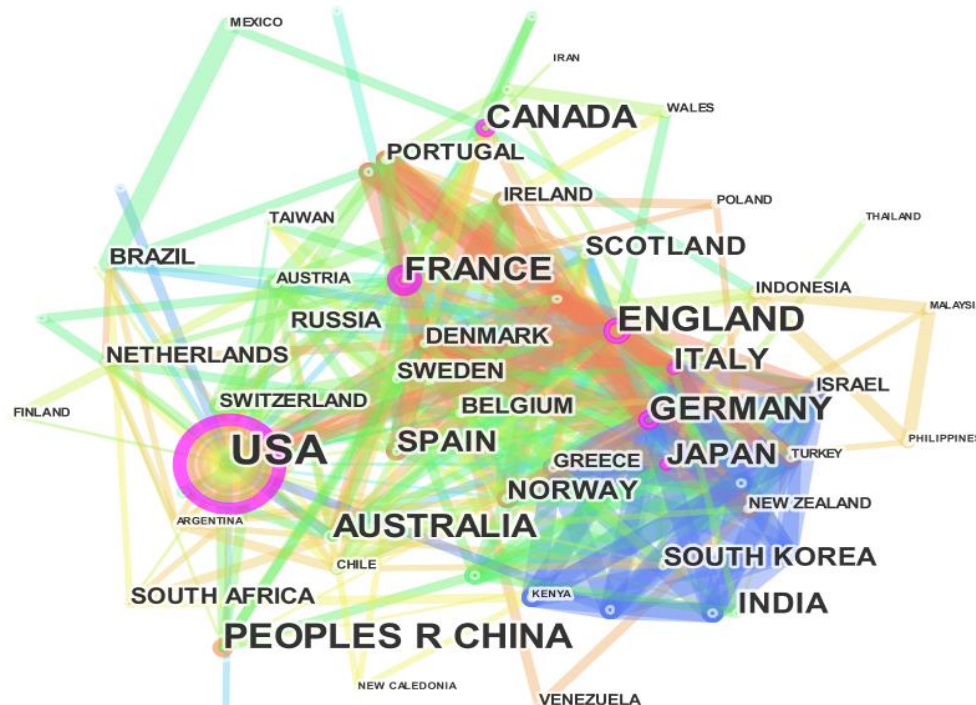 MEXICO
IRAN
CANADA
WALES
PORTUGAL
IRELAND
POLAND
TAIWAN
THAILAND
SCOTLAND
BRAZIL
FRANCE
AUSTRIA
INDONESIA
MALAYSIA
RUSSIA
ENGLAND
DENMARK
NETHERLANDS
ITALY
SWEDEN
ISRAEL
SWITZERLAND
BELGIUM
GERMANY
FINLAND
USA
SPAIN
PHILIPPINES
GREECE
JAPAN
TURKEY
NORWAY
NEW ZEALAND
ARGENTINA
AUSTRALIA
CHILE
SOUTH KOREA
SOUTH AFRICA
KENYA
INDIA
PEOPLES R CHINA
NEW CALEDONIA
VENEZUELA